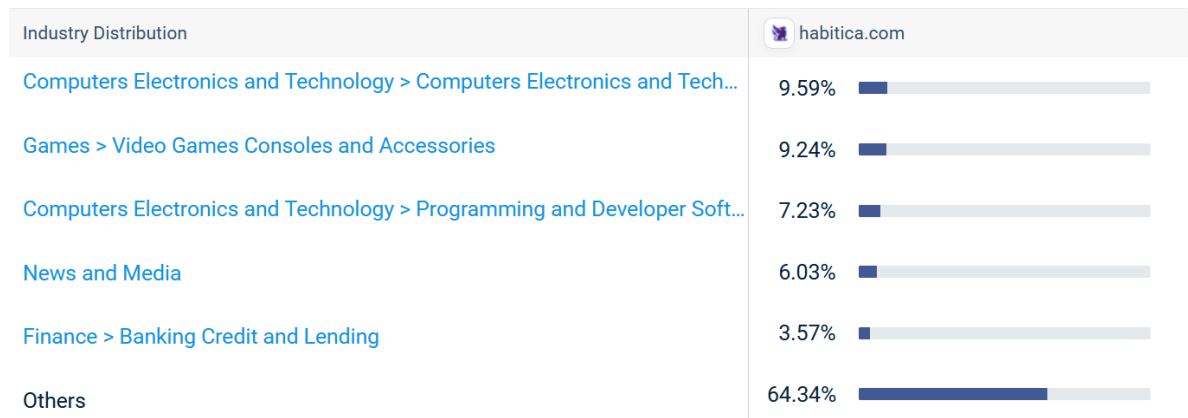 Industry Distribution habitica.com
Computers Electronics and Technology > Computers Electronics and Tech... 9.59%
Games > Video Games Consoles and Accessories 9.24%
Computers Electronics and Technology > Programming and Developer Soft... 7.23%
News and Media 6.03%
Finance > Banking Credit and Lending 3.57%
Others 64.34%